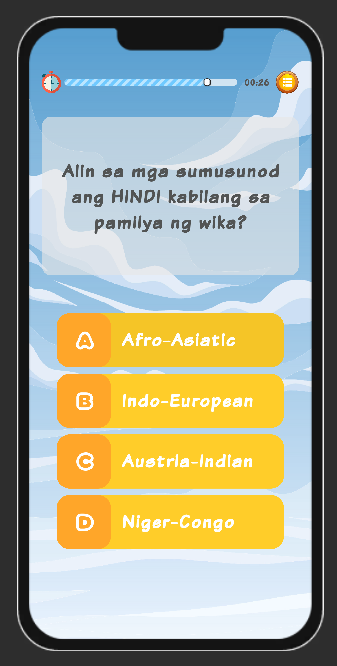 00:26
Alin sa mga sumusunod
ang HINDI kabilang sa
pamilya ng wika?
A Afro-Asiatic
B Indo-European
C Austria-Indian
D Niger-Congo